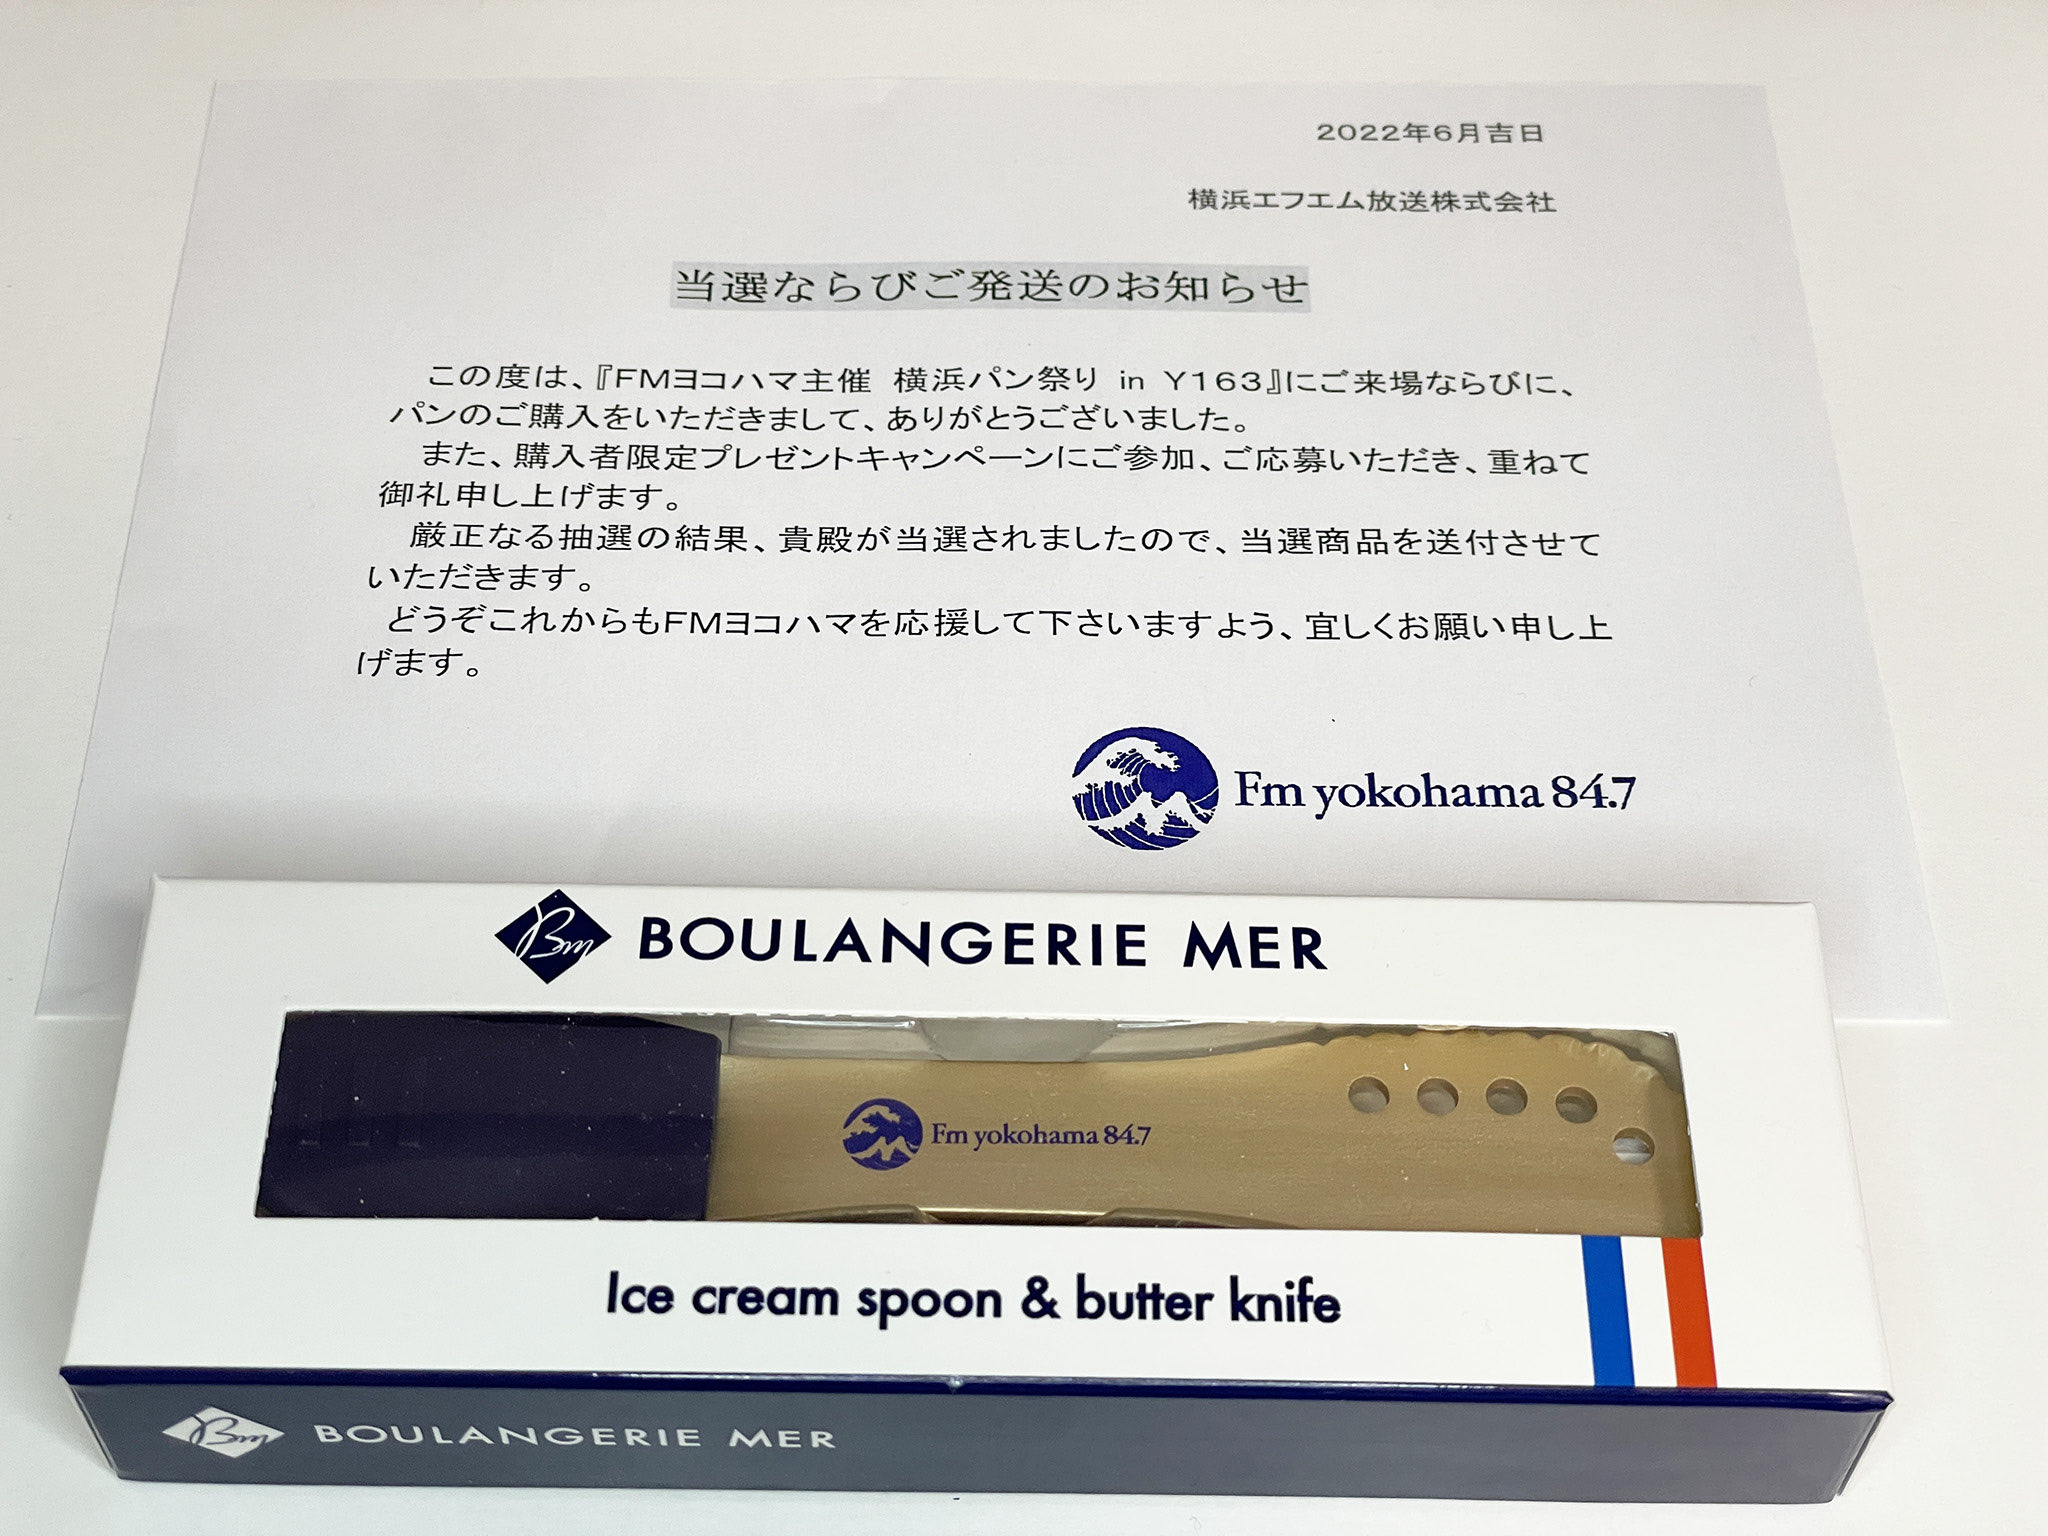 2022年6月吉日
横浜エフエム放送株式会社
当選ならびご発送のお知らせ
この度は、『FMヨコハマ主催 横浜パン祭り in Y163』にご来場ならびに、
パンのご購入をいただきまして、ありがとうございました。
また、購入者限定プレゼントキャンペーンにご参加、ご応募いただき、重ねて
御礼申し上げます。
厳正なる抽選の結果、貴殿が当選されましたので、当選商品を送付させて
いただきます。
どうぞこれからもFMヨコハマを応援して下さいますよう、宜しくお願い申し上
げます。
Fm yokohama 84.7
Bm BOULANGERIE MER
Fm yokohama 84.7
Ice cream spoon & butter knife
Bm BOULANGERIE MER